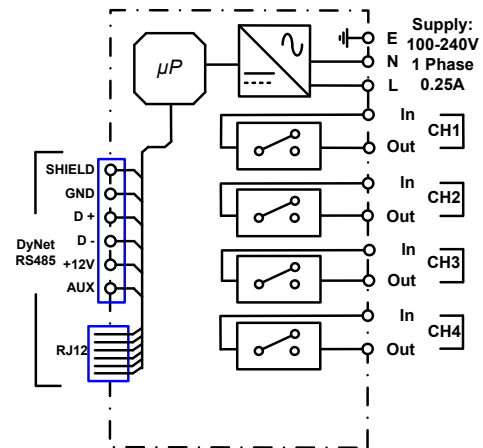 Supply:
E 100-240V
N 1 Phase
L 0.25A
µP
In
CH1
Out
In
CH2
Out
In
CH3
Out
In
CH4
Out
SHIELD
GND
D +
D -
+12V
AUX
DyNet
RS485
RJ12